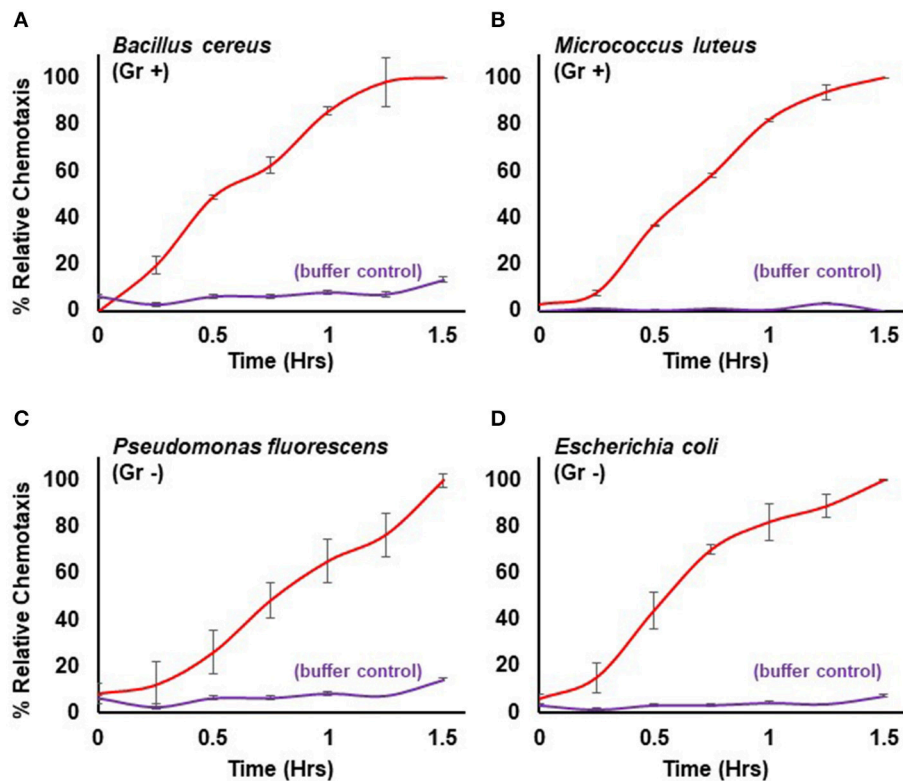 A
Bacillus cereus
(Gr +)
100
80
60
40
20
0
% Relative Chemotaxis
(buffer control)
0 0.5 1 1.5
Time (Hrs)
B
Micrococcus luteus
(Gr +)
100
80
60
40
20
0
(buffer control)
0 0.5 1 1.5
Time (Hrs)
C
Pseudomonas fluorescens
(Gr -)
100
80
60
40
20
0
% Relative Chemotaxis
(buffer control)
0 0.5 1 1.5
Time (Hrs)
D
Escherichia coli
(Gr -)
100
80
60
40
20
0
(buffer control)
0 0.5 1 1.5
Time (Hrs)